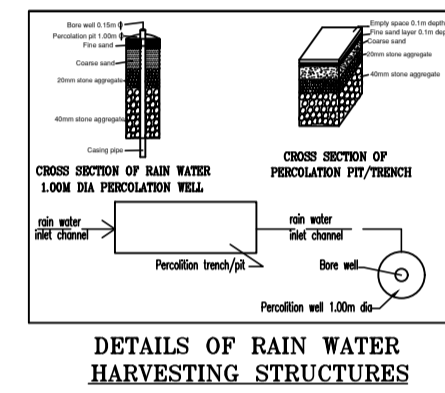 Bore well 0.15m ϕ
Percolation pit 1.00m ϕ
Fine sand
Coarse sand
20mm stone aggregate
40mm stone aggregate
Casing pipe
CROSS SECTION OF RAIN WATER
1.00M DIA PERCOLATION WELL
Empty space 0.1m depth
Fine sand layer 0.1m dep
Coarse sand
20mm stone aggregate
40mm stone aggregate
CROSS SECTION OF
PERCOLATION PIT/TRENCH
rain water
inlet channel
Percolition trench/pit
rain water
inlet channel
Bore well
Percolition well 1.00m dia
DETAILS OF RAIN WATER
HARVESTING STRUCTURES